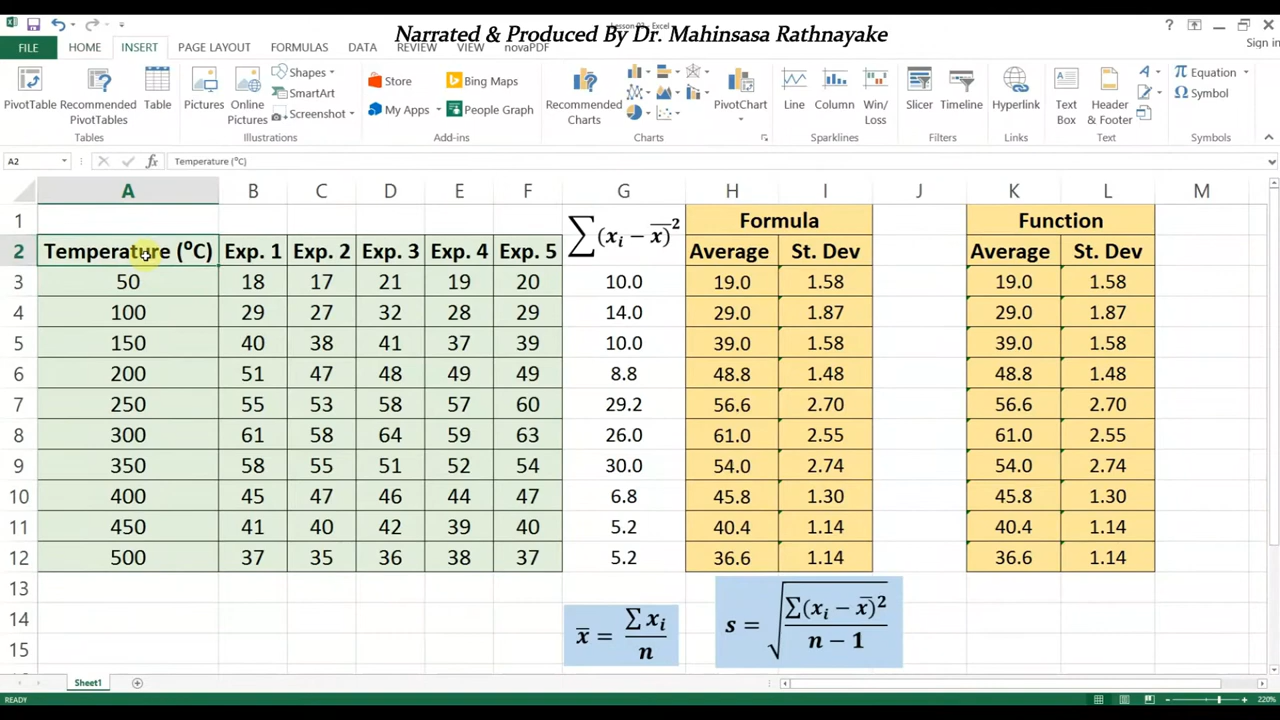 Lesson 01 - Excel
Narrated & Produced By Dr. Mahinsasa Rathnayake
Sign in
FILE HOME INSERT PAGE LAYOUT FORMULAS DATA REVIEW VIEW novaPDF
PivotTable Recommended PivotTables Table Pictures Online Pictures Shapes SmartArt Screenshot Store My Apps Bing Maps People Graph Recommended Charts PivotChart Line Column Win/Loss Slicer Timeline Hyperlink Text Box Header & Footer Equation Symbol
Tables Illustrations Add-ins Charts Sparklines Filters Links Text Symbols
A2 fx Temperature (⁰C)
A B C D E F G H I J K L M
1 ∑(xᵢ − x̄)² Formula Function
2 Temperature (⁰C) Exp. 1 Exp. 2 Exp. 3 Exp. 4 Exp. 5 Average St. Dev Average St. Dev
3 50 18 17 21 19 20 10.0 19.0 1.58 19.0 1.58
4 100 29 27 32 28 29 14.0 29.0 1.87 29.0 1.87
5 150 40 38 41 37 39 10.0 39.0 1.58 39.0 1.58
6 200 51 47 48 49 49 8.8 48.8 1.48 48.8 1.48
7 250 55 53 58 57 60 29.2 56.6 2.70 56.6 2.70
8 300 61 58 64 59 63 26.0 61.0 2.55 61.0 2.55
9 350 58 55 51 52 54 30.0 54.0 2.74 54.0 2.74
10 400 45 47 46 44 47 6.8 45.8 1.30 45.8 1.30
11 450 41 40 42 39 40 5.2 40.4 1.14 40.4 1.14
12 500 37 35 36 38 37 5.2 36.6 1.14 36.6 1.14
13
14
15
x̄ = ∑ xᵢ / n
s = √(∑(xᵢ − x̄)² / (n − 1))
Sheet1
READY 220%